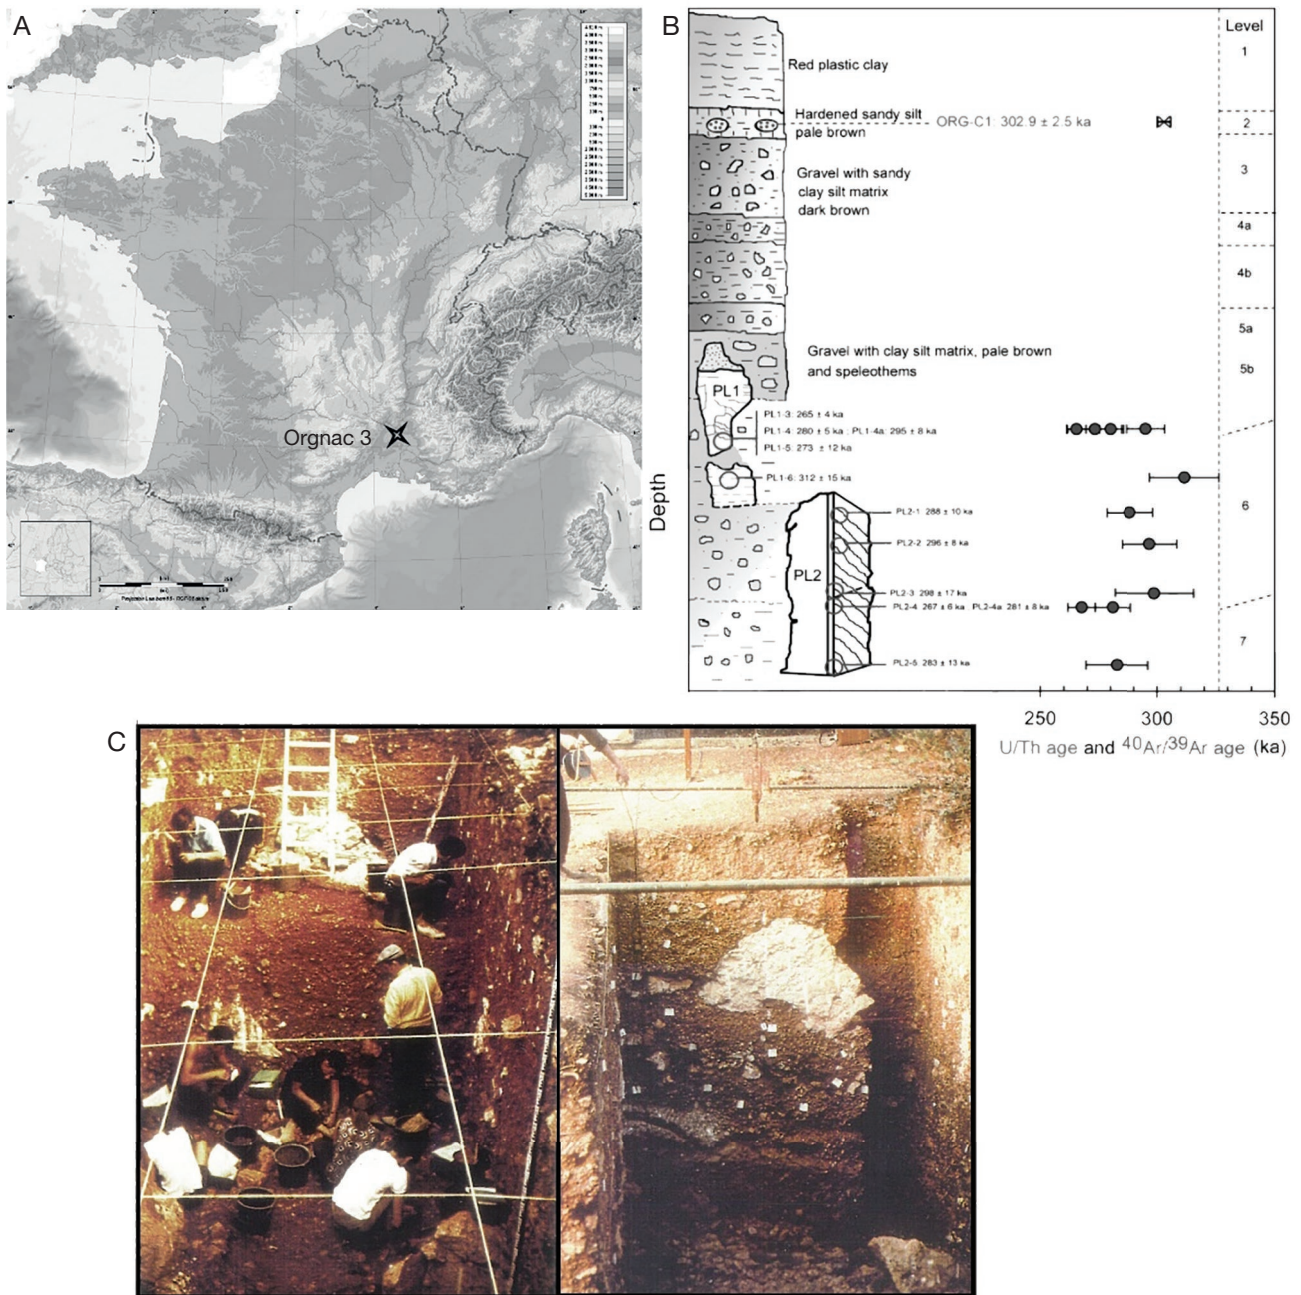 A
Orgnac 3
B
Level
1
Red plastic clay
Hardened sandy silt
pale brown
ORG-C1: 302.9 ± 2.5 ka
2
Gravel with sandy
clay silt matrix
dark brown
3
4a
4b
5a
Gravel with clay silt matrix, pale brown
and speleothems
5b
PL1
PL1-3: 265 ± 4 ka
PL1-4: 280 ± 5 ka ; PL1-4a: 295 ± 8 ka
PL1-5: 273 ± 12 ka
PL1-6: 312 ± 15 ka
Depth
6
PL2-1: 288 ± 10 ka
PL2-2: 296 ± 8 ka
PL2
PL2-3: 298 ± 17 ka
PL2-4: 267 ± 6 ka , PL2-4a: 281 ± 8 ka
7
PL2-5: 283 ± 13 ka
250 300 350
U/Th age and 40Ar/39Ar age (ka)
C